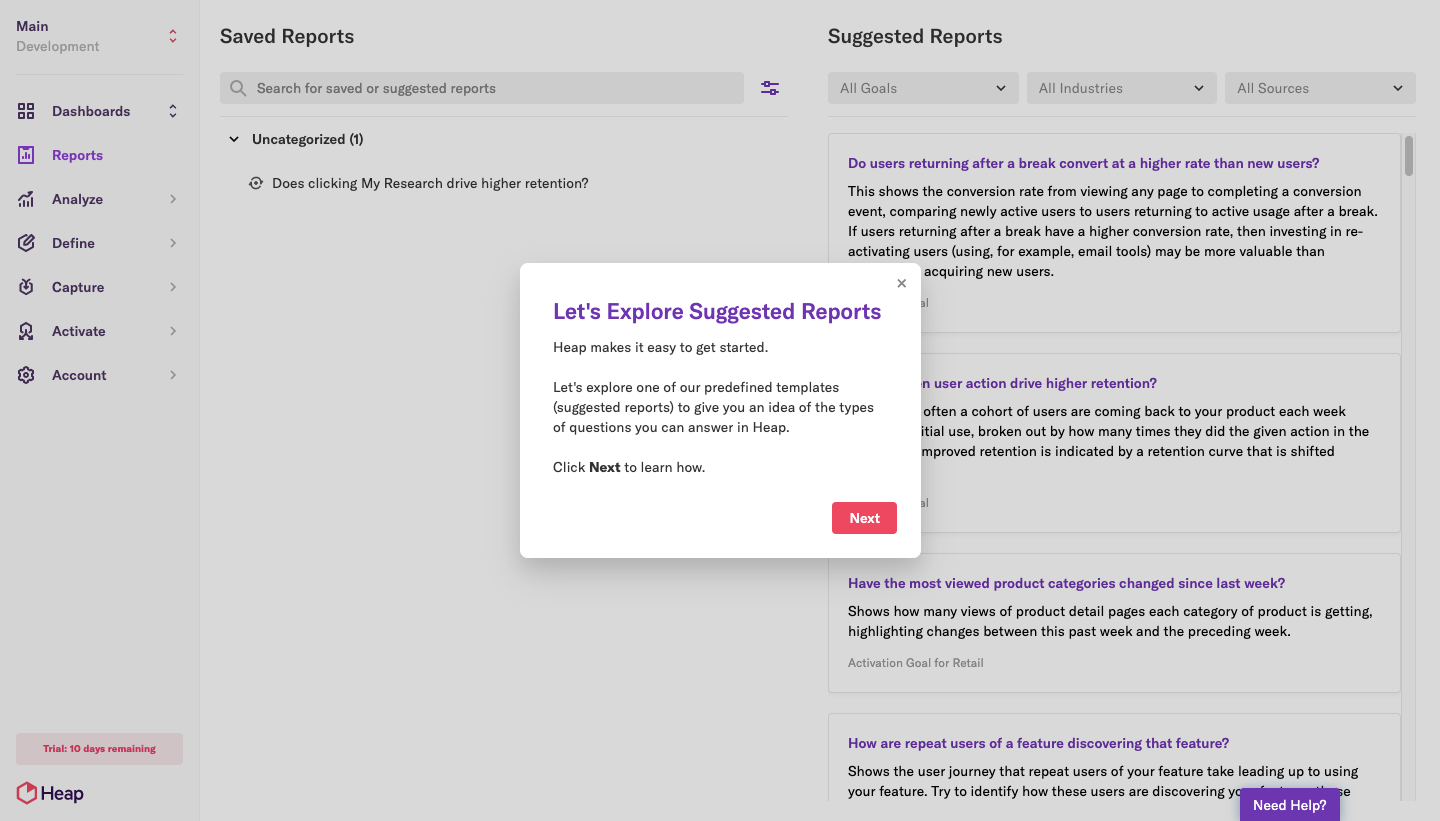 Main
Development
Dashboards
Reports
Analyze
Define
Capture
Activate
Account
Trial: 10 days remaining
Heap
Saved Reports
Search for saved or suggested reports
Uncategorized (1)
Does clicking My Research drive higher retention?
Suggested Reports
All Goals
All Industries
All Sources
Do users returning after a break convert at a higher rate than new users?
This shows the conversion rate from viewing any page to completing a conversion
event, comparing newly active users to users returning to active usage after a break.
If users returning after a break have a higher conversion rate, then investing in re-
activating users (using, for example, email tools) may be more valuable than
acquiring new users.
user action drive higher retention?
often a cohort of users are coming back to your product each week
use, broken out by how many times they did the given action in the
improved retention is indicated by a retention curve that is shifted
Have the most viewed product categories changed since last week?
Shows how many views of product detail pages each category of product is getting,
highlighting changes between this past week and the preceding week.
Activation Goal for Retail
How are repeat users of a feature discovering that feature?
Shows the user journey that repeat users of your feature take leading up to using
your feature. Try to identify how these users are discovering
Let's Explore Suggested Reports
Heap makes it easy to get started.
Let's explore one of our predefined templates
(suggested reports) to give you an idea of the types
of questions you can answer in Heap.
Click Next to learn how.
Next
Need Help?